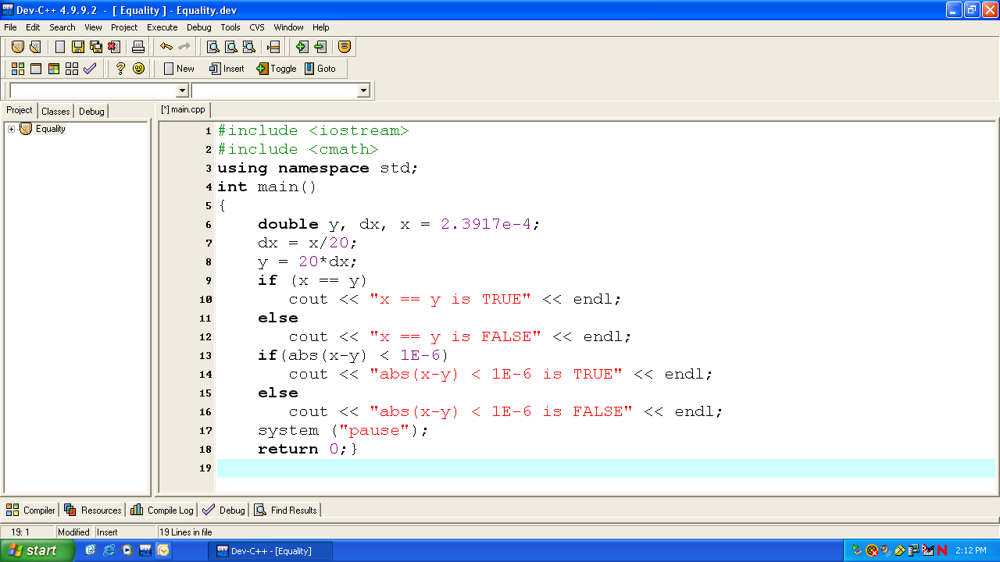 Dev-C++ 4.9.9.2 - [ Equality ] - Equality.dev
File Edit Search View Project Execute Debug Tools CVS Window Help
New Insert Toggle Goto
Project Classes Debug
[*] main.cpp
Equality
1 #include <iostream>
2 #include <cmath>
3 using namespace std;
4 int main()
5 {
6 double y, dx, x = 2.3917e-4;
7 dx = x/20;
8 y = 20*dx;
9 if (x == y)
10 cout << "x == y is TRUE" << endl;
11 else
12 cout << "x == y is FALSE" << endl;
13 if(abs(x-y) < 1E-6)
14 cout << "abs(x-y) < 1E-6 is TRUE" << endl;
15 else
16 cout << "abs(x-y) < 1E-6 is FALSE" << endl;
17 system ("pause");
18 return 0;}
19
Compiler Resources Compile Log Debug Find Results
19: 1 Modified Insert 19 Lines in file
start Dev-C++ - [Equality] 2:12 PM